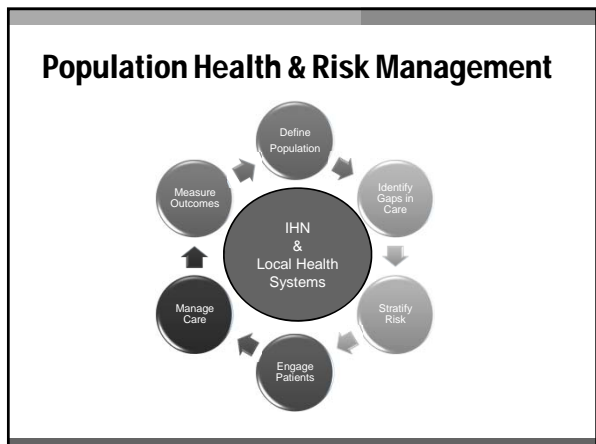 Population Health & Risk Management
Define
Population
Identify
Gaps in
Care
Stratify
Risk
Engage
Patients
Manage
Care
Measure
Outcomes
IHN
&
Local Health
Systems